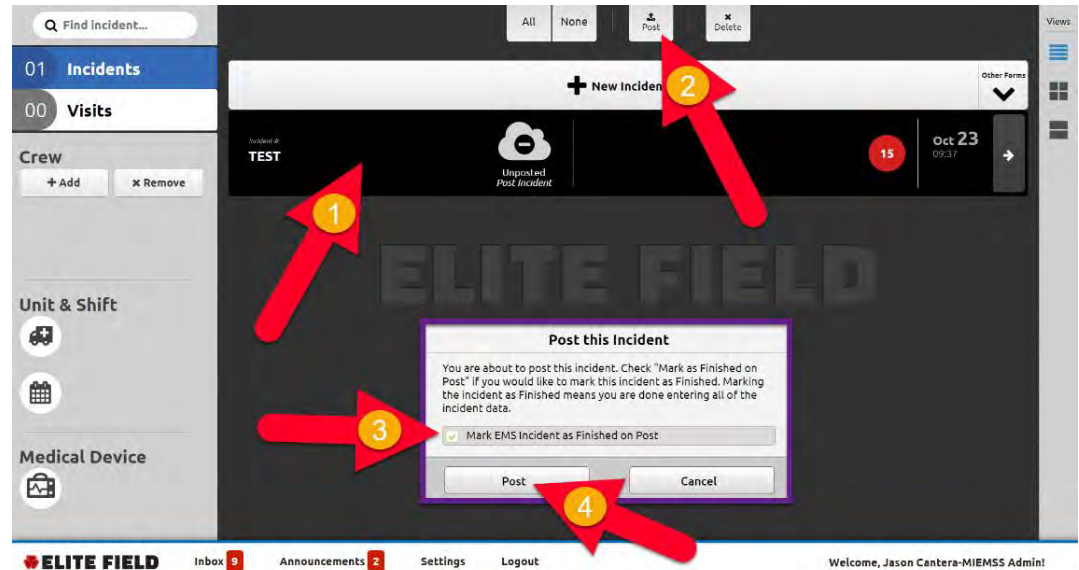 Find incident...
All None Post Delete
Views
01 Incidents
00 Visits
New Inciden
Other Forms
Crew
+ Add
x Remove
Incident #
TEST
Unposted
Post Incident
15
Oct 23
09:37
1
2
ELITE FIELD
Unit & Shift
Post this Incident
You are about to post this incident. Check "Mark as Finished on
Post" if you would like to mark this incident as Finished. Marking
the incident as Finished means you are done entering all of the
incident data.
3
Mark EMS Incident as Finished on Post
Medical Device
Post
Cancel
4
ELITE FIELD
Inbox 9
Announcements 2
Settings
Logout
Welcome, Jason Cantera-MIEMSS Admin!